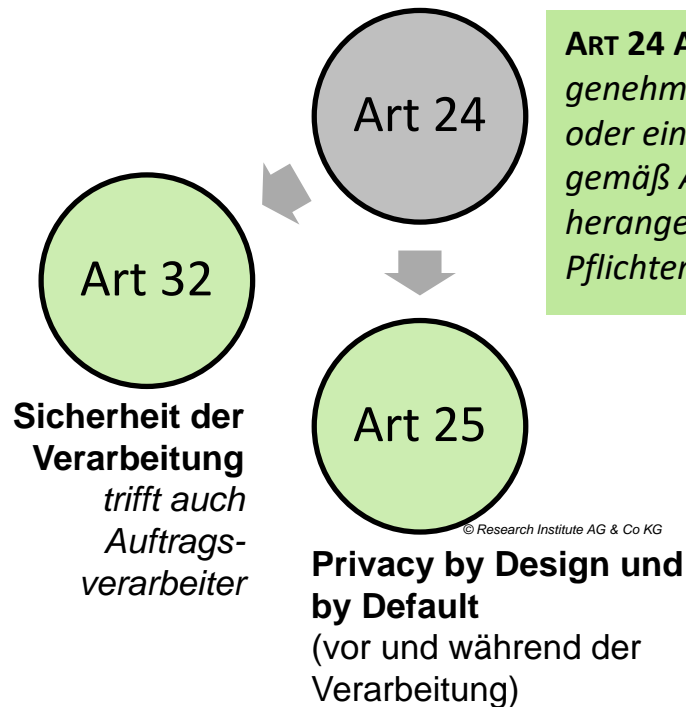 Art 24
ART 24 A
genehm
oder ein
gemäß A
herange
Pflichter
Art 32
Sicherheit der
Verarbeitung
trifft auch
Auftrags-
verarbeiter
Art 25
© Research Institute AG & Co KG
Privacy by Design und
by Default
(vor und während der
Verarbeitung)